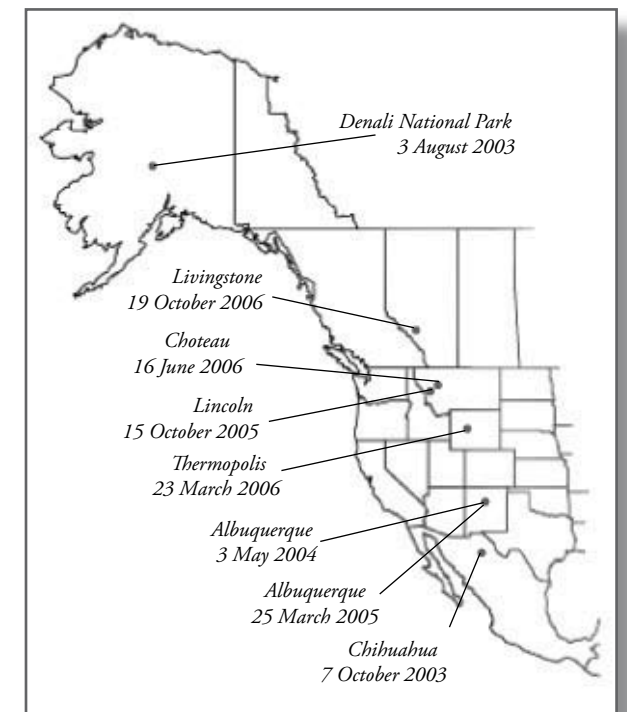 Denali National Park
3 August 2003
Livingstone
19 October 2006
Choteau
16 June 2006
Lincoln
15 October 2005
Thermopolis
23 March 2006
Albuquerque
3 May 2004
Albuquerque
25 March 2005
Chihuahua
7 October 2003